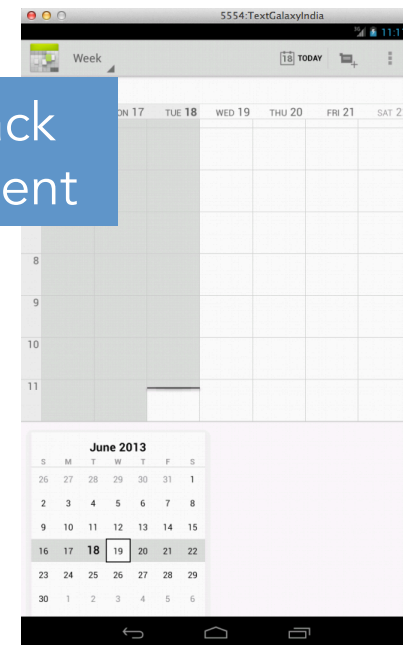 5554:TextGalaxyIndia
3G 11:1
Week
18 TODAY
ON 17 TUE 18 WED 19 THU 20 FRI 21 SAT 2
ack
ent
8
9
10
11
June 2013
S M T W T F S
26 27 28 29 30 31 1
2 3 4 5 6 7 8
9 10 11 12 13 14 15
16 17 18 19 20 21 22
23 24 25 26 27 28 29
30 1 2 3 4 5 6